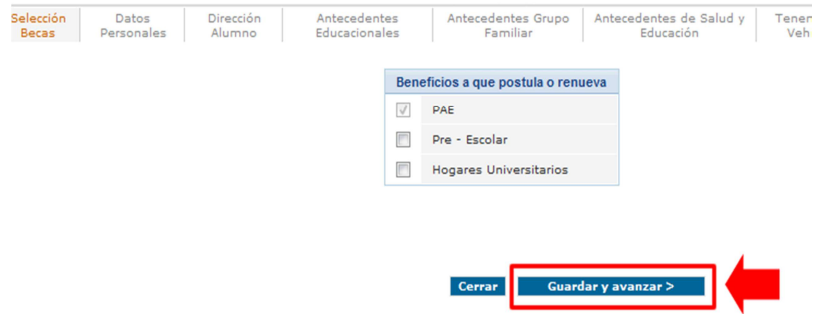 Selección
Becas
Datos
Personales
Dirección
Alumno
Antecedentes
Educacionales
Antecedentes Grupo
Familiar
Antecedentes de Salud y
Educación
Beneficios a que postula o renueva
PAE
Pre - Escolar
Hogares Universitarios
Cerrar
Guardar y avanzar >